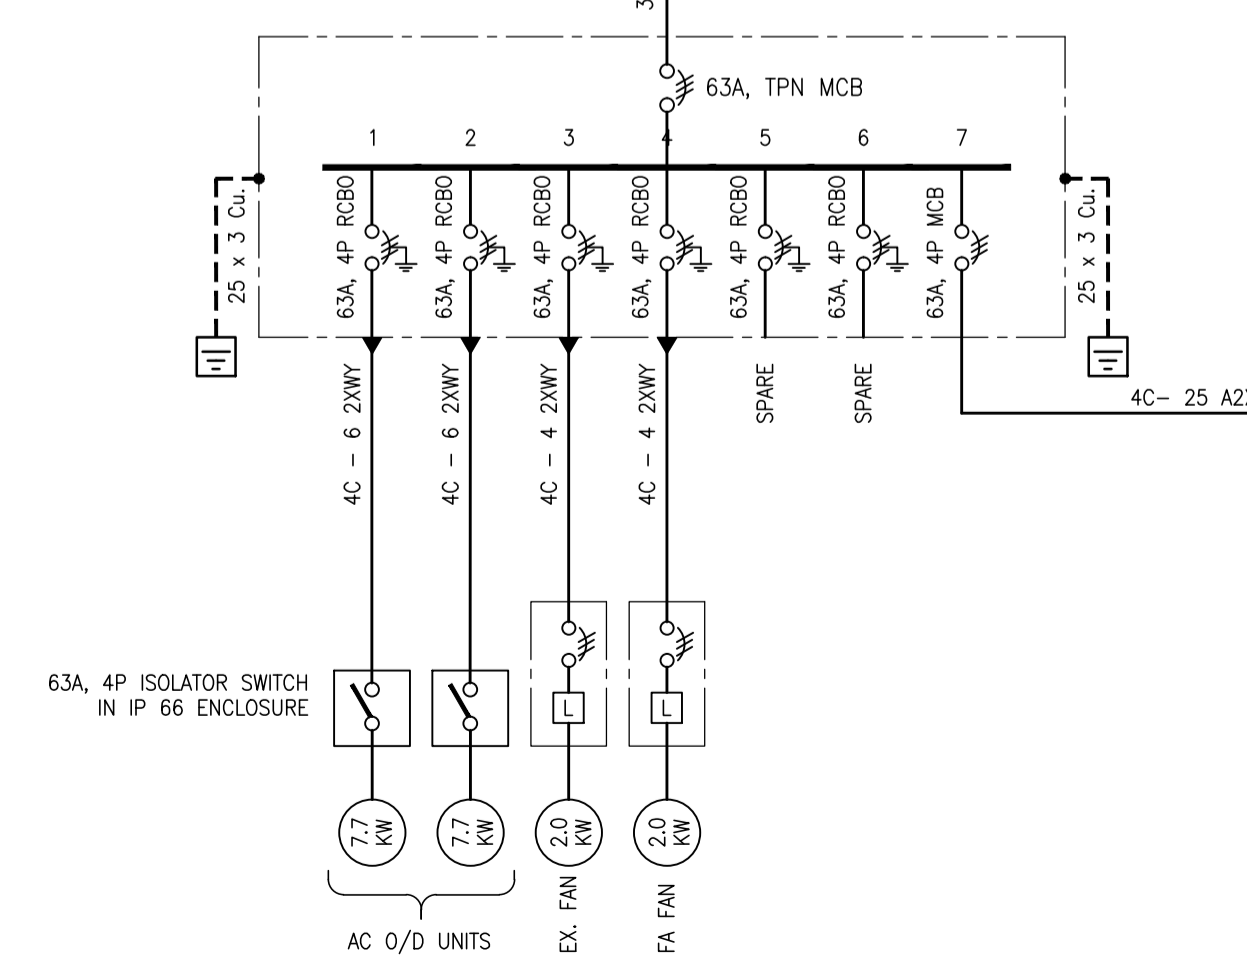 3
63A, TPN MCB
1 2 3 4 5 6 7
25 x 3 Cu.
63A, 4P RCBO
63A, 4P RCBO
63A, 4P RCBO
63A, 4P RCBO
63A, 4P RCBO
63A, 4P RCBO
63A, 4P MCB
25 x 3 Cu.
4C - 6 2XWY
4C - 6 2XWY
4C - 4 2XWY
4C - 4 2XWY
SPARE
SPARE
4C- 25 A2
63A, 4P ISOLATOR SWITCH
IN IP 66 ENCLOSURE
L
L
7.7
KW
7.7
KW
2.0
KW
2.0
KW
AC O/D UNITS
EX. FAN
FA FAN